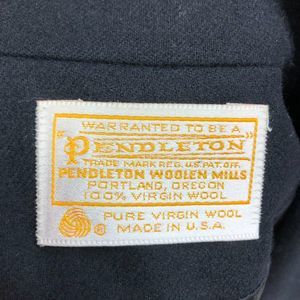 WARRANTED TO BE A
"PENDLETON"
TRADE MARK REG. U.S. PAT. OFF.
PENDLETON WOOLEN MILLS
PORTLAND, OREGON
100% VIRGIN WOOL
PURE VIRGIN WOOL
® MADE IN U.S.A.